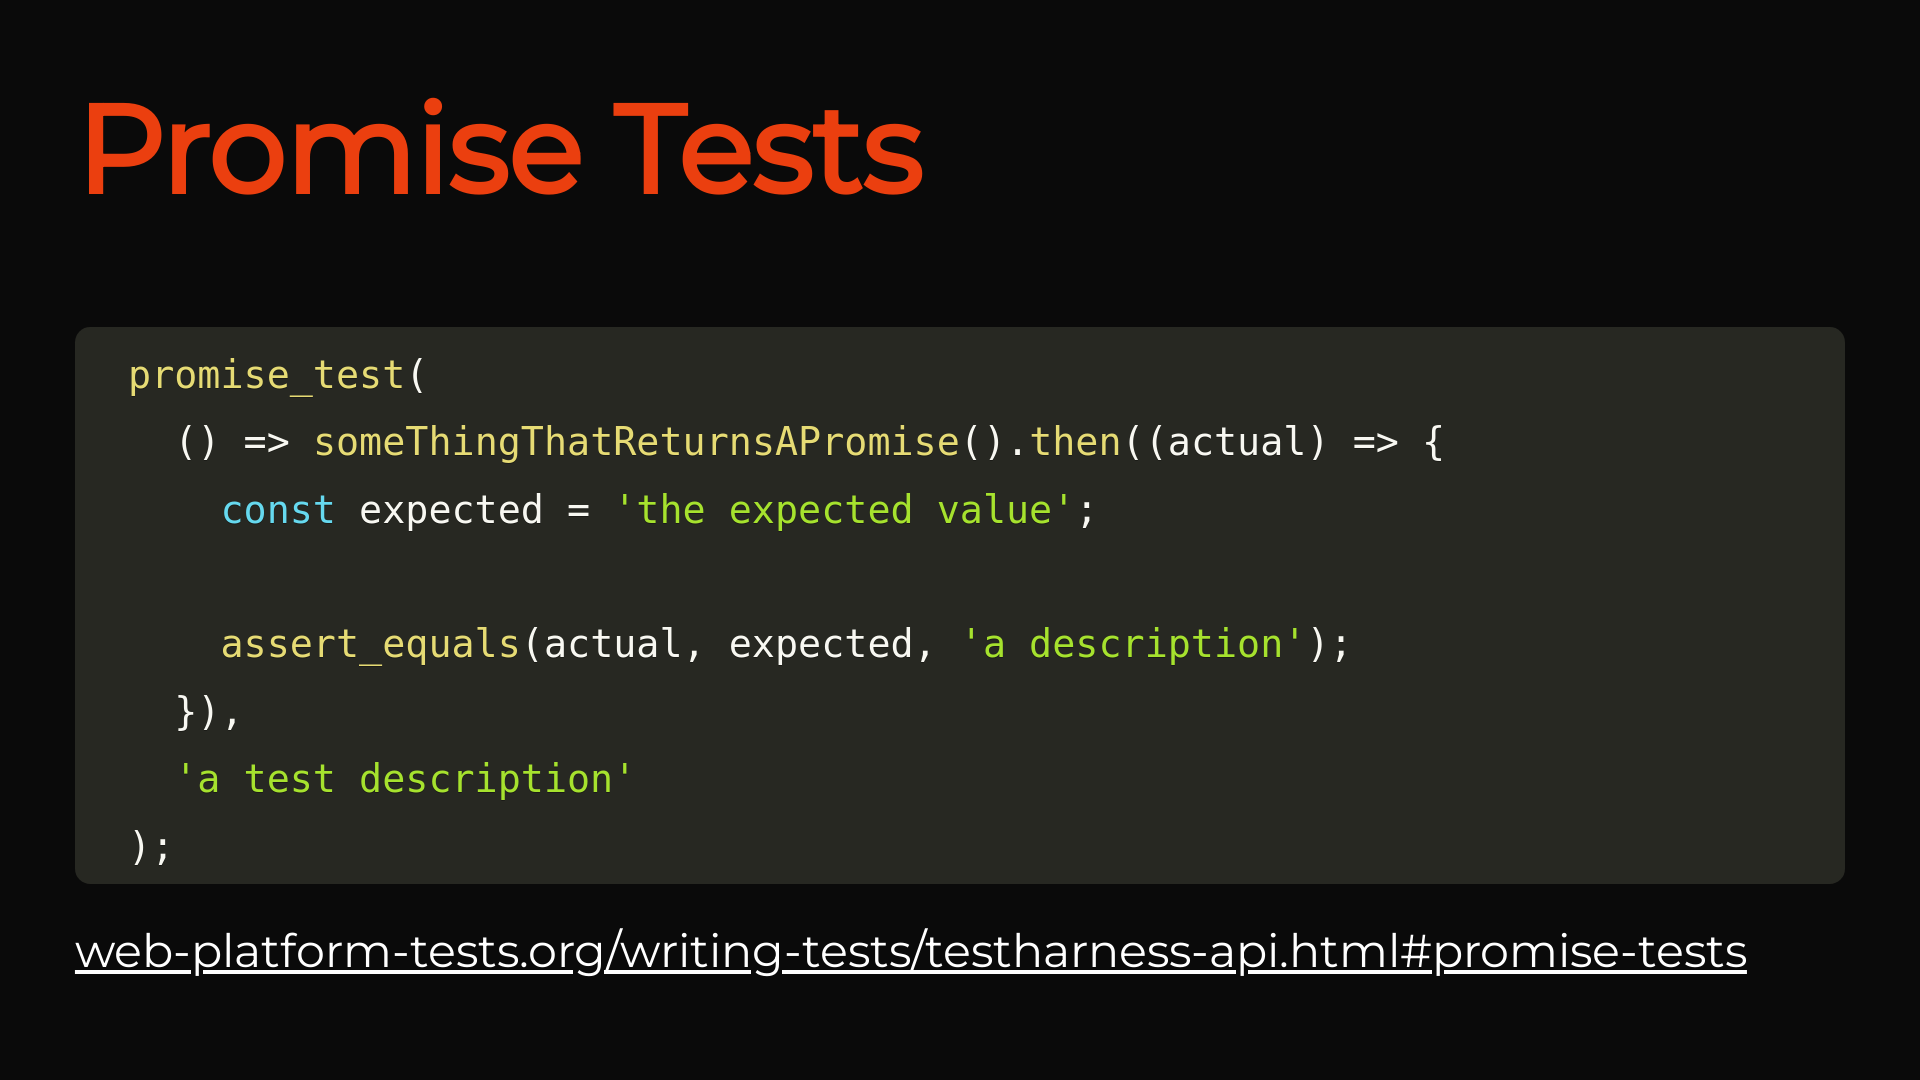 Promise Tests
promise_test(
  () => someThingThatReturnsAPromise().then((actual) => {
    const expected = 'the expected value';

    assert_equals(actual, expected, 'a description');
  }),
  'a test description'
);
web-platform-tests.org/writing-tests/testharness-api.html#promise-tests